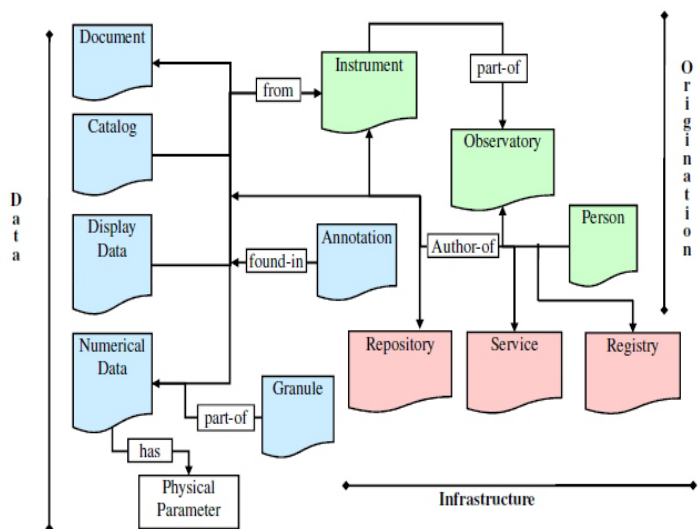 Document
Instrument
part-of
from
Catalog
Observatory
Display
Data
Annotation
Person
found-in
Author-of
Numerical
Data
Repository
Service
Registry
Granule
part-of
has
Physical
Parameter
Data
Origination
Infrastructure